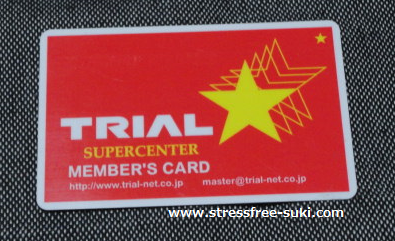 TRIAL
SUPERCENTER
MEMBER'S CARD
http://www.trial-net.co.jp master@trial-net.co.jp
www.stressfree-suki.com